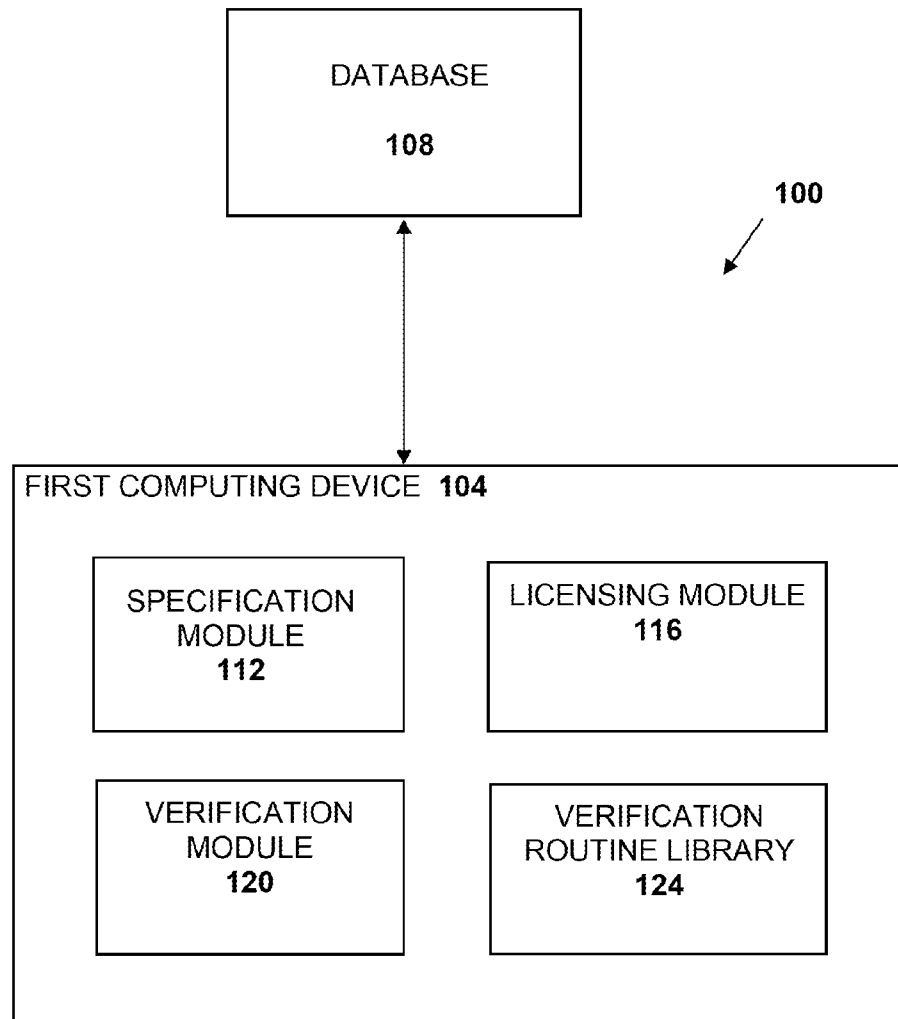 DATABASE
108
100
FIRST COMPUTING DEVICE 104
SPECIFICATION
MODULE
112
LICENSING MODULE
116
VERIFICATION
MODULE
120
VERIFICATION
ROUTINE LIBRARY
124